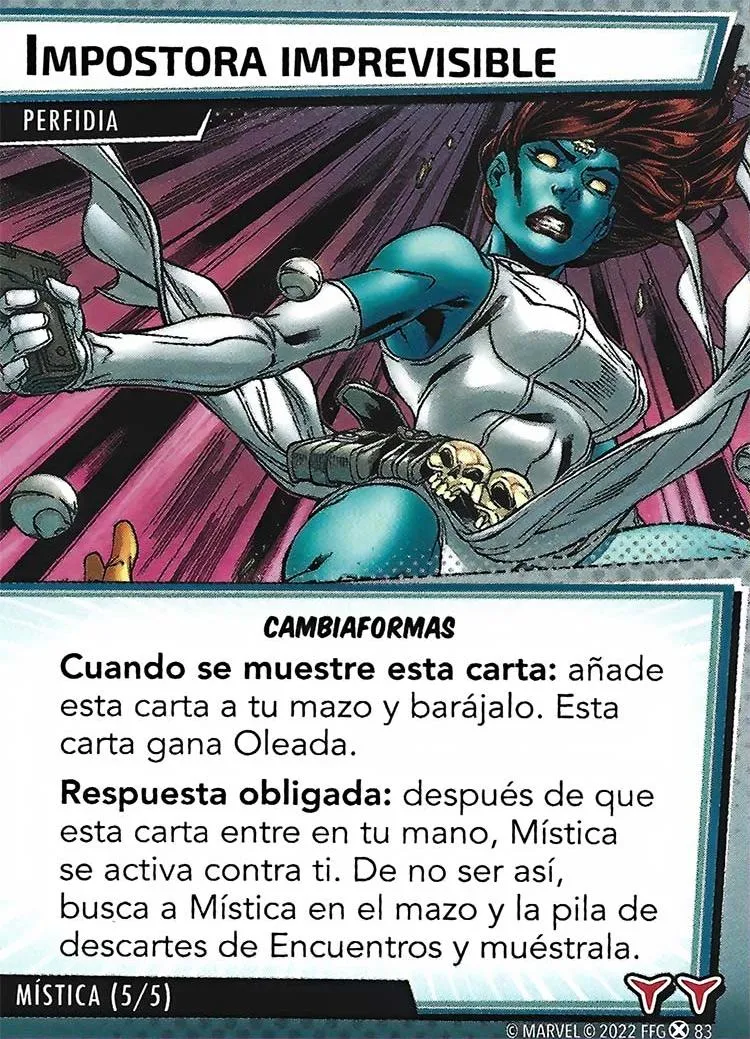 IMPOSTORA IMPREVISIBLE
PERFIDIA
CAMBIAFORMAS
Cuando se muestre esta carta: añade
esta carta a tu mazo y barájalo. Esta
carta gana Oleada.
Respuesta obligada: después de que
esta carta entre en tu mano, Mística
se activa contra ti. De no ser así,
busca a Mística en el mazo y la pila de
descartes de Encuentros y muéstrala.
MÍSTICA (5/5)
© MARVEL © 2022 FFG 83